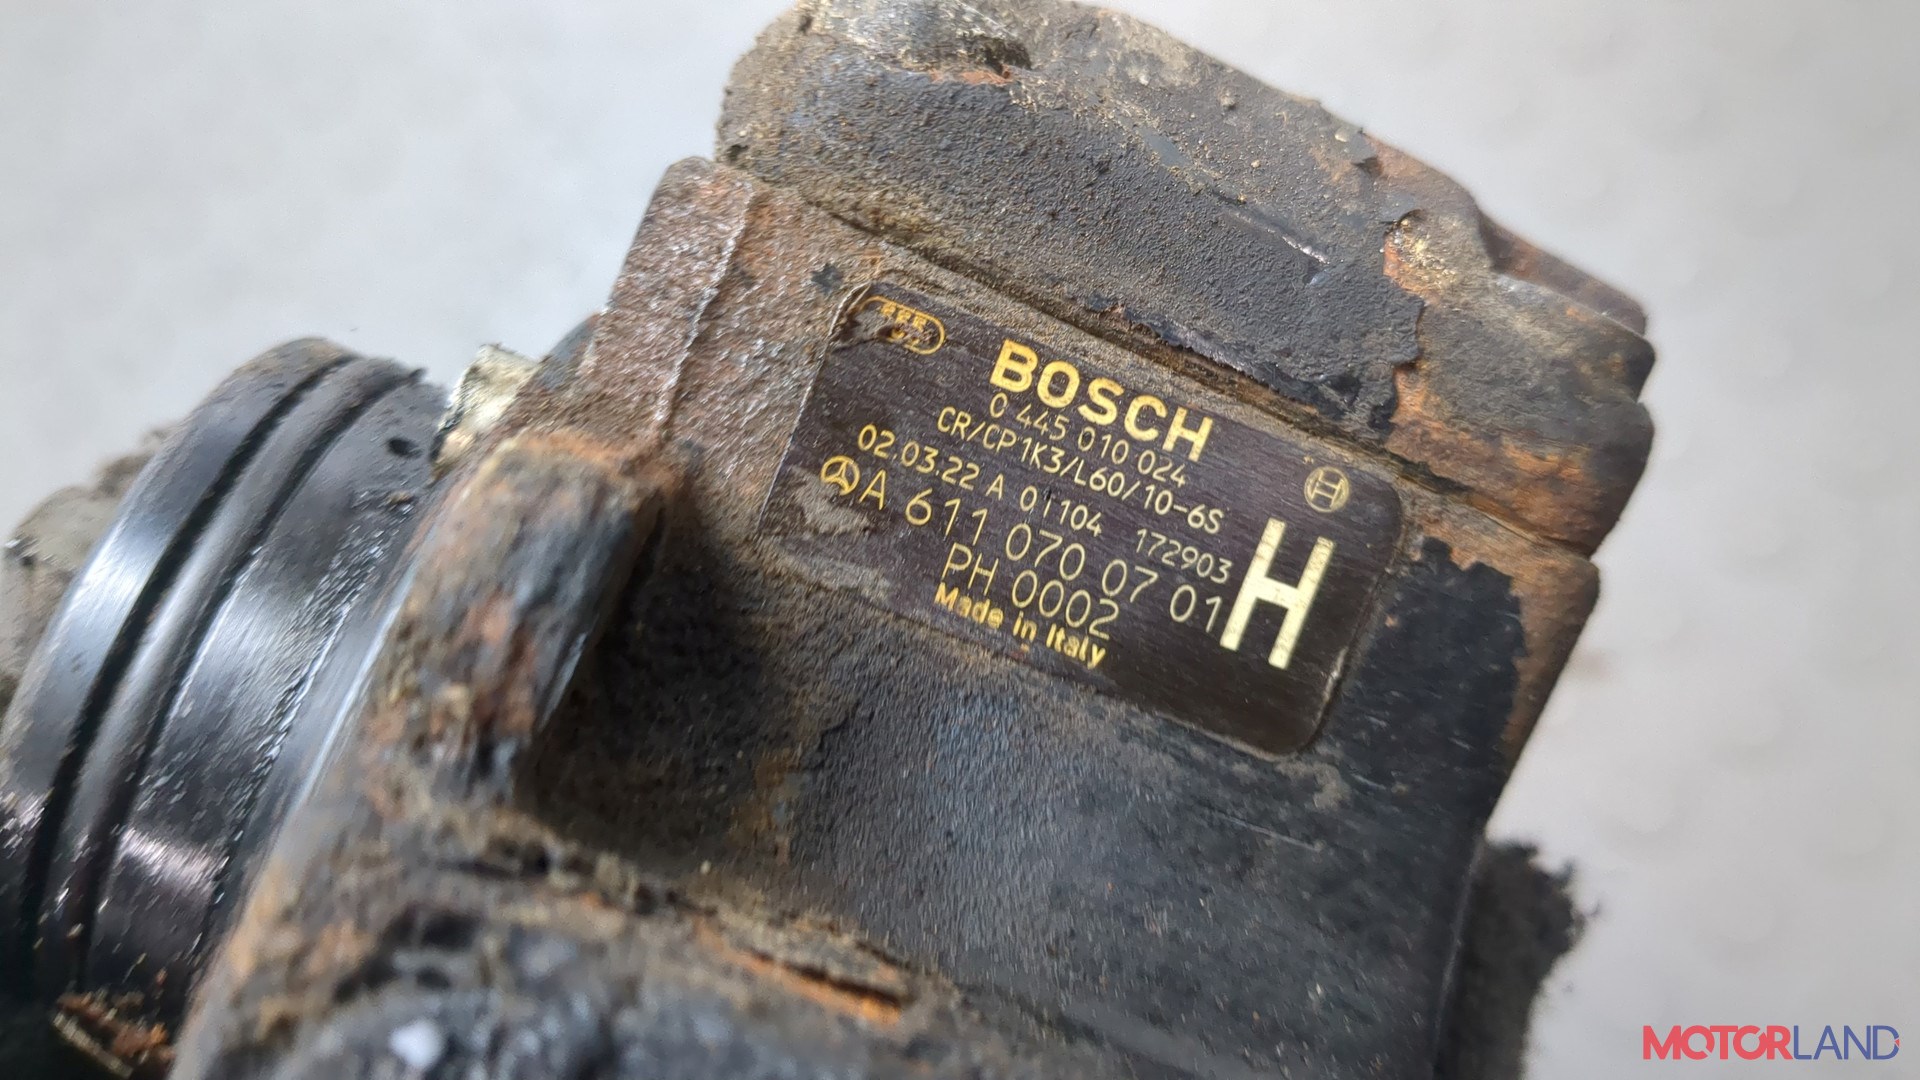 BOSCH
0 445 010 024
CR/CP1K3/L60/10-6S
02.03.22 A 01104 172903
A 611 070 07 01
PH 0002
H
Made in Italy
MOTORLAND